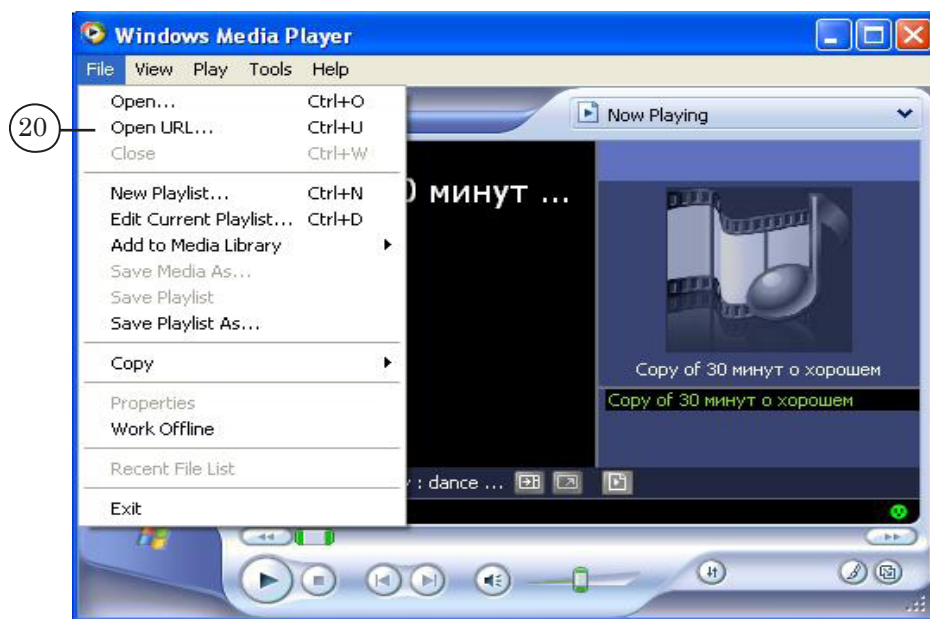 Windows Media Player
File View Play Tools Help
Now Playing
20
Open... Ctrl+O
Open URL... Ctrl+U
Close Ctrl+W
New Playlist... Ctrl+N
Edit Current Playlist... Ctrl+D
Add to Media Library
Save Media As...
Save Playlist
Save Playlist As...
Copy
Properties
Work Offline
Recent File List
Exit
0 минут ...
Copy of 30 минут о хорошем
Copy of 30 минут о хорошем
: dance ...